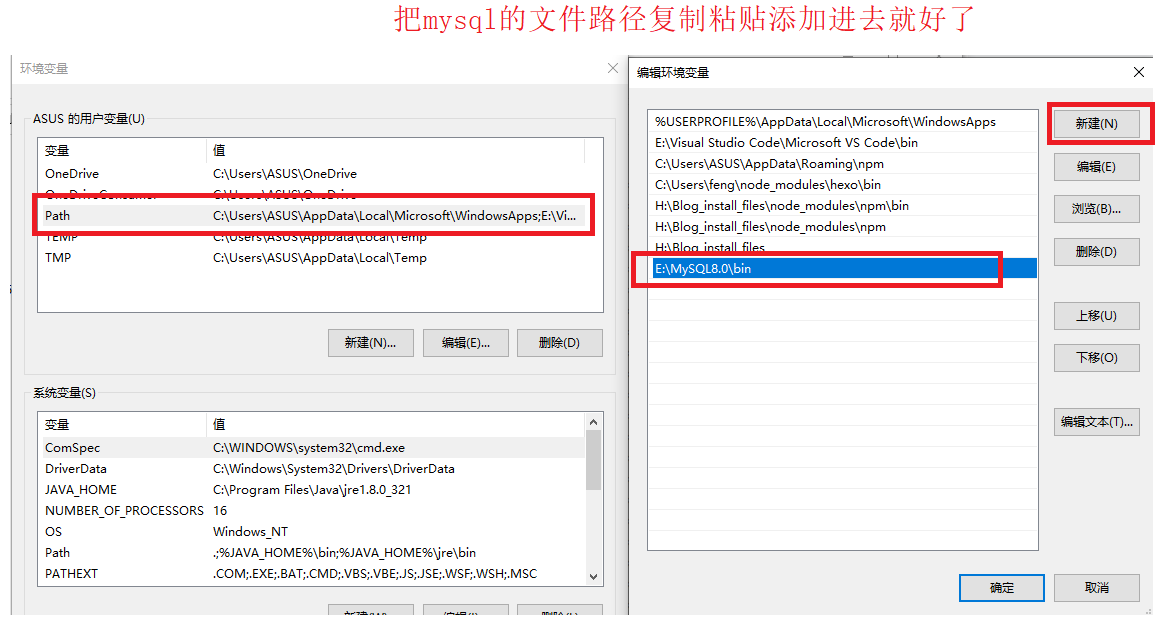 把mysql的文件路径复制粘贴添加进去就好了
环境变量
ASUS 的用户变量(U)
变量 值
OneDrive C:\Users\ASUS\OneDrive
Path C:\Users\ASUS\AppData\Local\Microsoft\WindowsApps;E:\Vi...
TEMP C:\Users\ASUS\AppData\Local\Temp
TMP C:\Users\ASUS\AppData\Local\Temp
新建(N)... 编辑(E)... 删除(D)
系统变量(S)
变量 值
ComSpec C:\WINDOWS\system32\cmd.exe
DriverData C:\Windows\System32\Drivers\DriverData
JAVA_HOME C:\Program Files\Java\jre1.8.0_321
NUMBER_OF_PROCESSORS 16
OS Windows_NT
Path .;%JAVA_HOME%\bin;%JAVA_HOME%\jre\bin
PATHEXT .COM;.EXE;.BAT;.CMD;.VBS;.VBE;.JS;.JSE;.WSF;.WSH;.MSC
编辑环境变量
%USERPROFILE%\AppData\Local\Microsoft\WindowsApps
E:\Visual Studio Code\Microsoft VS Code\bin
C:\Users\ASUS\AppData\Roaming\npm
C:\Users\feng\node_modules\hexo\bin
H:\Blog_install_files\node_modules\npm\bin
H:\Blog_install_files\node_modules\npm
H:\Blog_install_files
E:\MySQL8.0\bin
新建(N)
编辑(E)
浏览(B)...
删除(D)
上移(U)
下移(O)
编辑文本(T)...
确定 取消